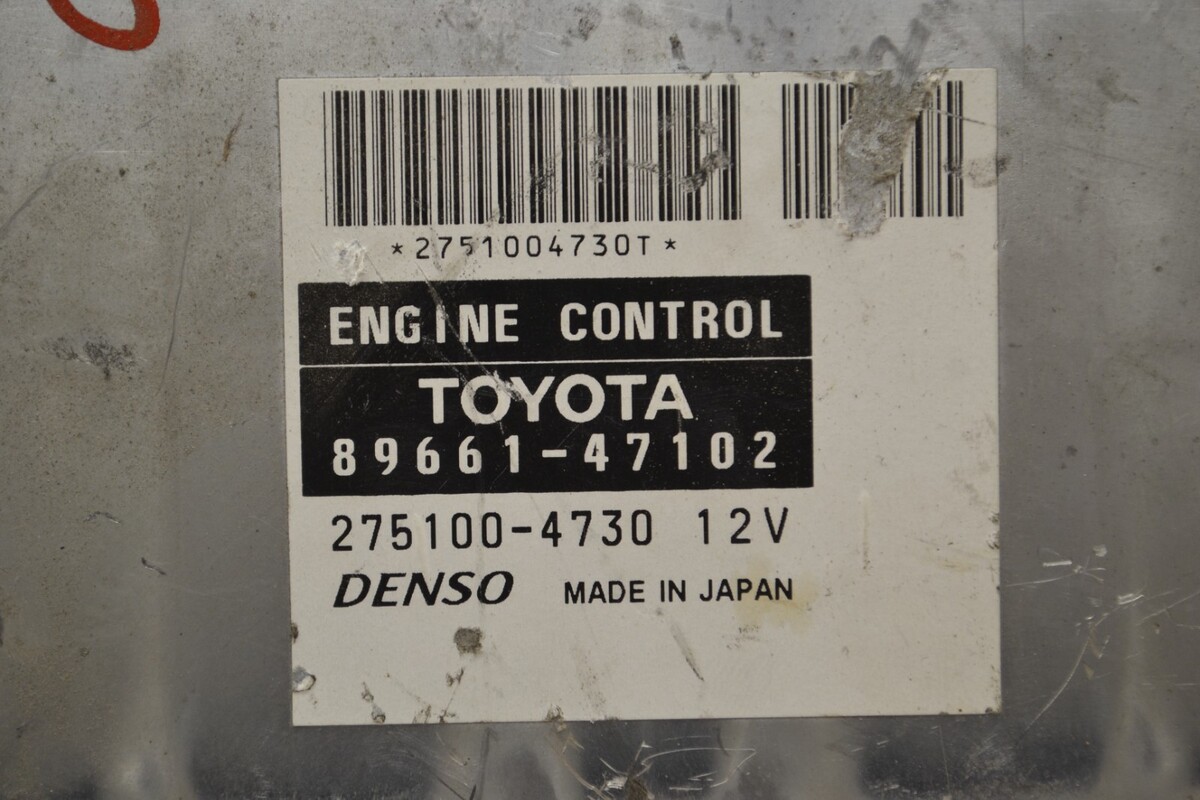 *2751004730T*
ENGINE CONTROL
TOYOTA
89661-47102
275100-4730 12V
DENSO MADE IN JAPAN